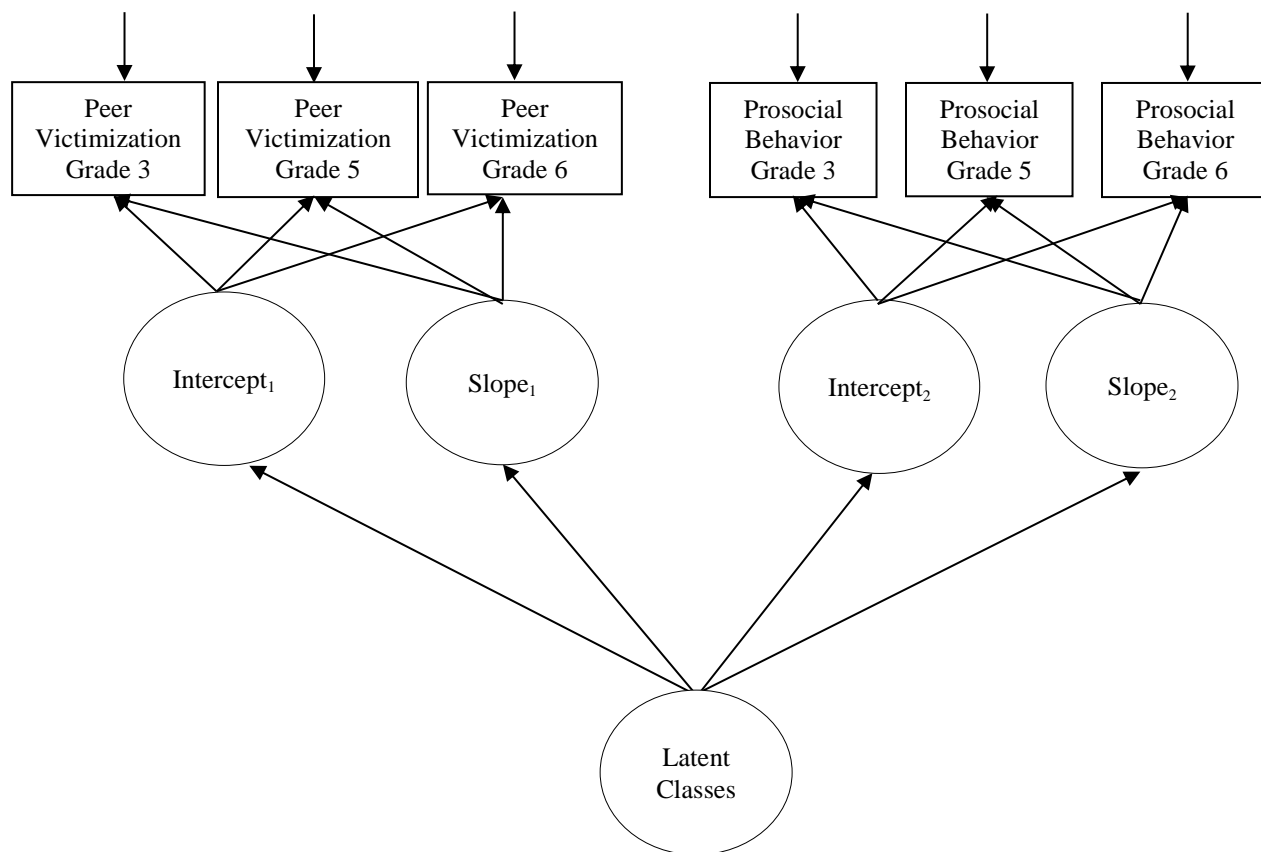 Peer
Victimization
Grade 3
Peer
Victimization
Grade 5
Peer
Victimization
Grade 6
Prosocial
Behavior
Grade 3
Prosocial
Behavior
Grade 5
Prosocial
Behavior
Grade 6
Intercept₁
Slope₁
Intercept₂
Slope₂
Latent
Classes